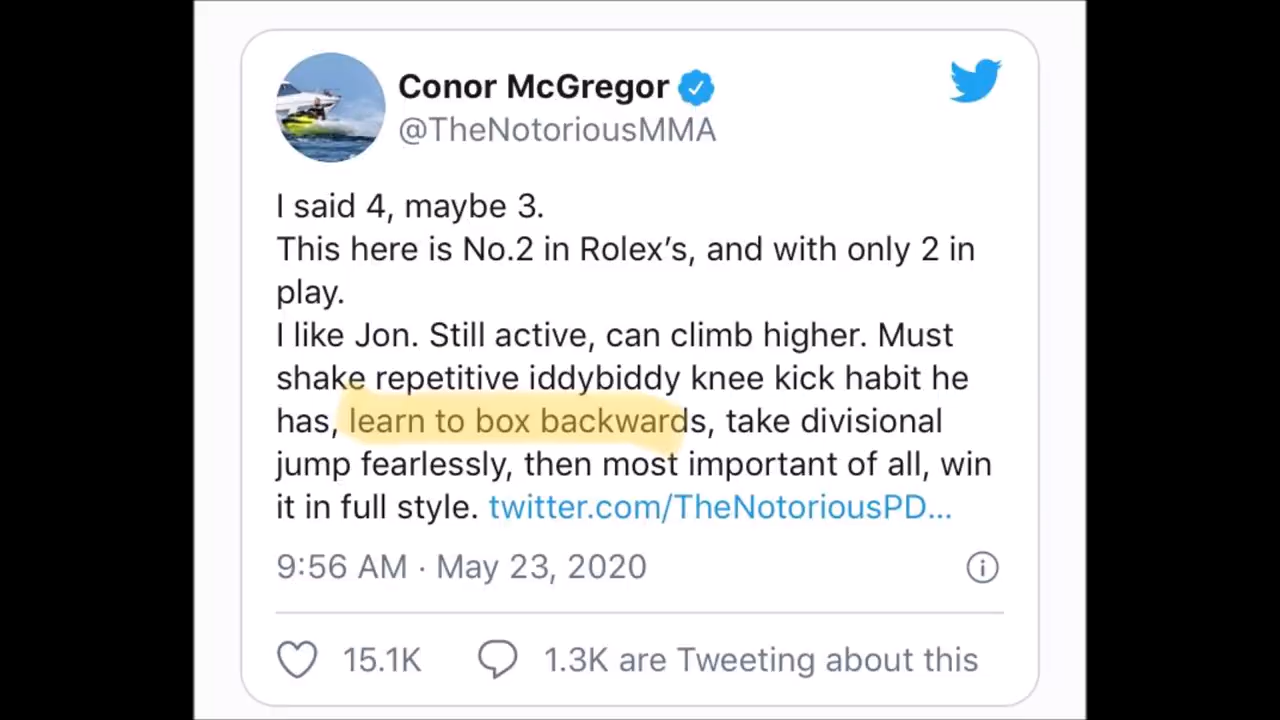 Conor McGregor
@TheNotoriousMMA
I said 4, maybe 3.
This here is No.2 in Rolex’s, and with only 2 in
play.
I like Jon. Still active, can climb higher. Must
shake repetitive iddybiddy knee kick habit he
has, learn to box backwards, take divisional
jump fearlessly, then most important of all, win
it in full style. twitter.com/TheNotoriousPD...
9:56 AM · May 23, 2020
15.1K 1.3K are Tweeting about this